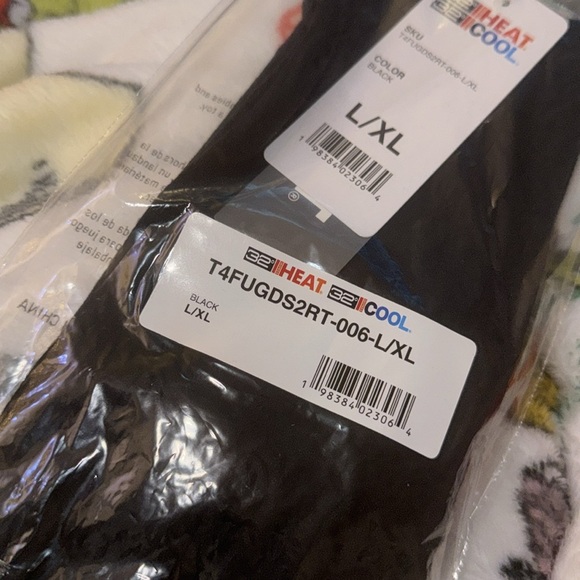 32 HEAT
32 COOL
SKU
T4FUGDS2RT-006-L/XL
COLOR
BLACK
L/XL
1 98384 02306 4
®
32 HEAT 32 COOL
T4FUGDS2RT-006-L/XL
BLACK
L/XL
1 98384 02306 4
CHINA